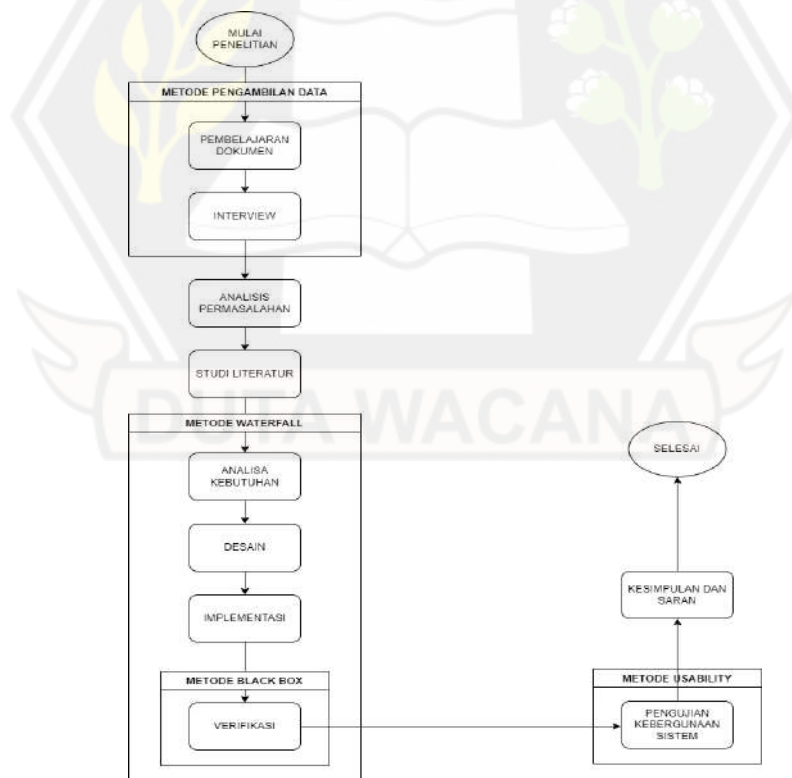 MULAI
PENELITIAN
METODE PENGAMBILAN DATA
PEMBELAJARAN
DOKUMEN
INTERVIEW
ANALISIS
PERMASALAHAN
STUDI LITERATUR
METODE WATERFALL
ANALISA
KEBUTUHAN
DESAIN
IMPLEMENTASI
METODE BLACK BOX
VERIFIKASI
METODE USABILITY
PENGUJIAN
KEBERGUNAAN
SISTEM
KESIMPULAN DAN
SARAN
SELESAI
DUTA WACANA